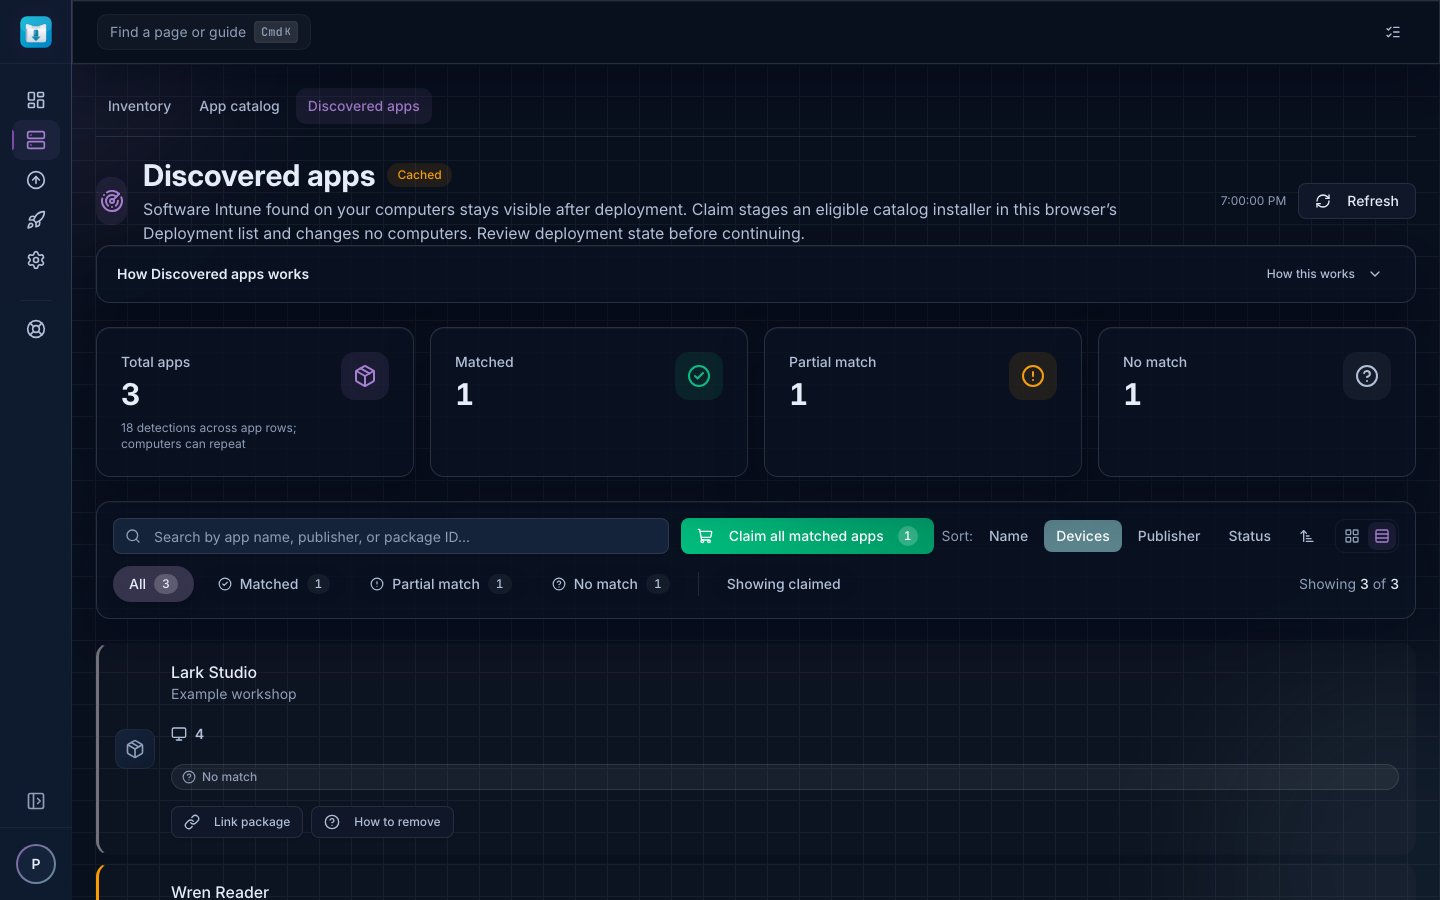 Find a page or guide Cmd K
Inventory App catalog Discovered apps
Discovered apps Cached
Software Intune found on your computers stays visible after deployment. Claim stages an eligible catalog installer in this browser’s
Deployment list and changes no computers. Review deployment state before continuing.
7:00:00 PM Refresh
How Discovered apps works How this works
Total apps
3
18 detections across app rows;
computers can repeat
Matched
1
Partial match
1
No match
1
Search by app name, publisher, or package ID... Claim all matched apps 1 Sort: Name Devices Publisher Status
All 3 Matched 1 Partial match 1 No match 1 Showing claimed Showing 3 of 3
Lark Studio
Example workshop
4
No match
Link package How to remove
Wren Reader
P